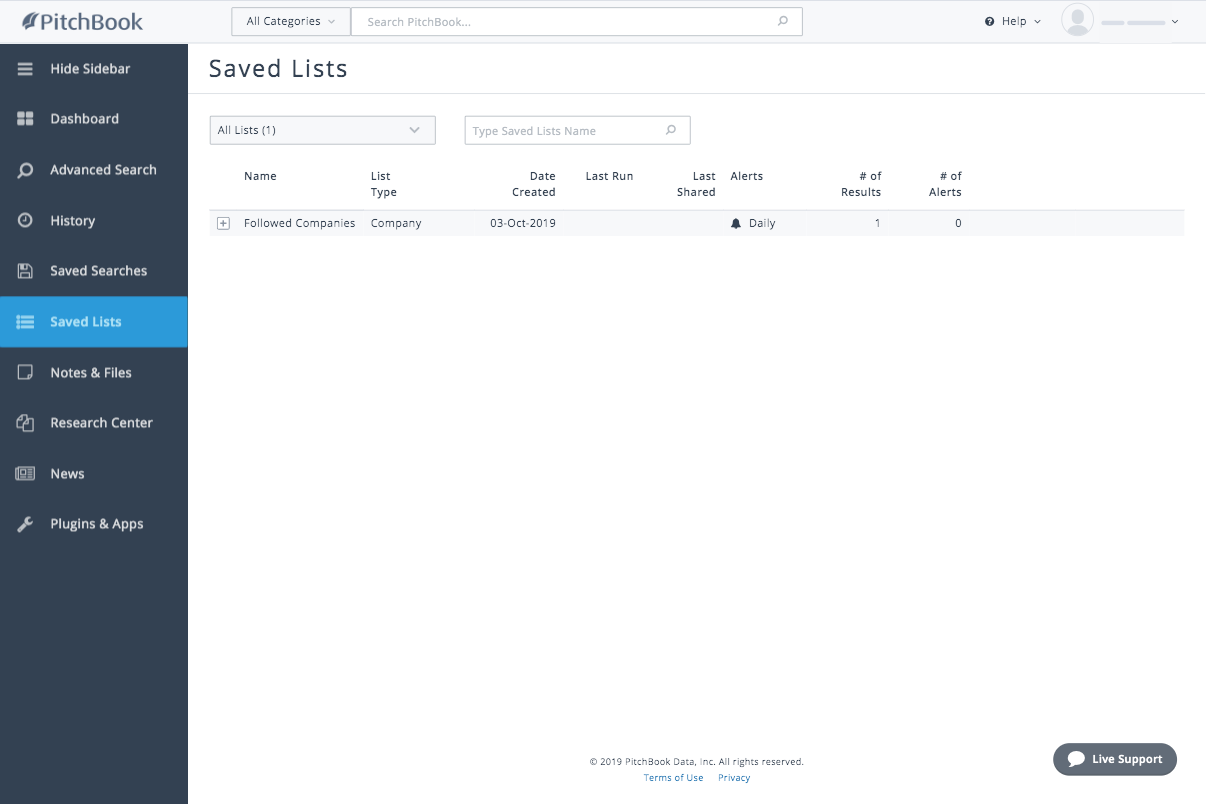 PitchBook
All Categories
Search PitchBook...
Help
Hide Sidebar
Dashboard
Advanced Search
History
Saved Searches
Saved Lists
Notes & Files
Research Center
News
Plugins & Apps
Saved Lists
All Lists (1)
Type Saved Lists Name
Name
List
Type
Date
Created
Last Run
Last
Shared
Alerts
# of
Results
# of
Alerts
Followed Companies Company 03-Oct-2019 Daily 1 0
© 2019 PitchBook Data, Inc. All rights reserved.
Terms of Use Privacy
Live Support